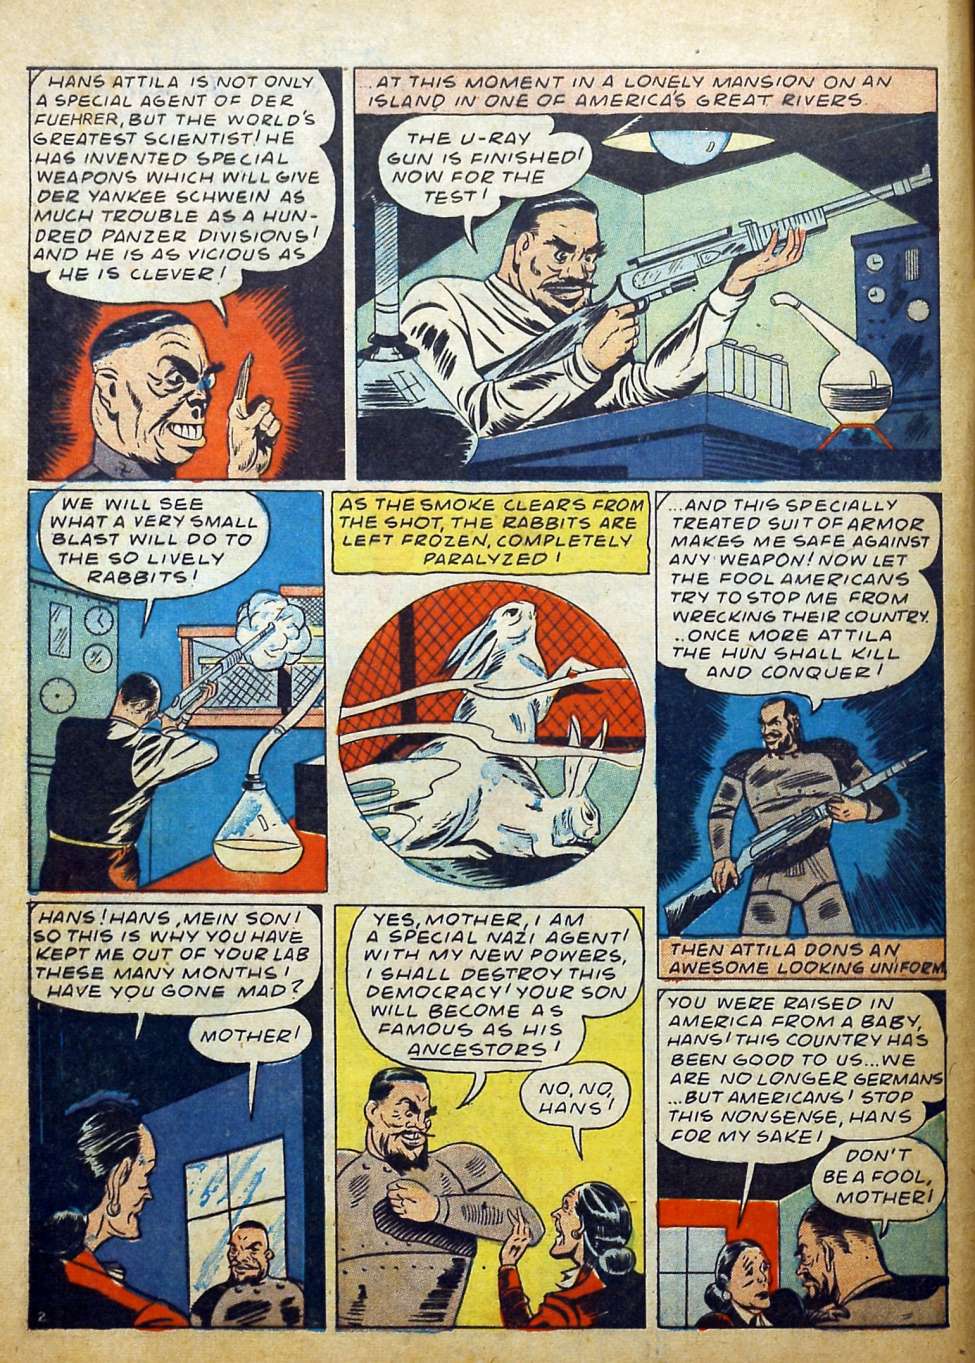 HANS ATTILA IS NOT ONLY
A SPECIAL AGENT OF DER
FUEHRER, BUT THE WORLD'S
GREATEST SCIENTIST! HE
HAS INVENTED SPECIAL
WEAPONS WHICH WILL GIVE
DER YANKEE SCHWEIN AS
MUCH TROUBLE AS A HUN-
DRED PANZER DIVISIONS!
AND HE IS AS VICIOUS AS
HE IS CLEVER!
...AT THIS MOMENT IN A LONELY MANSION ON AN
ISLAND IN ONE OF AMERICA'S GREAT RIVERS.
THE U-RAY
GUN IS FINISHED!
NOW FOR THE
TEST!
WE WILL SEE
WHAT A VERY SMALL
BLAST WILL DO TO
THE SO LIVELY
RABBITS!
AS THE SMOKE CLEARS FROM
THE SHOT, THE RABBITS ARE
LEFT FROZEN, COMPLETELY
PARALYZED!
...AND THIS SPECIALLY
TREATED SUIT OF ARMOR
MAKES ME SAFE AGAINST
ANY WEAPON! NOW LET
THE FOOL AMERICANS
TRY TO STOP ME FROM
WRECKING THEIR COUNTRY.
..ONCE MORE ATTILA
THE HUN SHALL KILL
AND CONQUER!
THEN ATTILA DONS AN
AWESOME LOOKING UNIFORM
HANS! HANS, MEIN SON!
SO THIS IS WHY YOU HAVE
KEPT ME OUT OF YOUR LAB
THESE MANY MONTHS!
HAVE YOU GONE MAD?
MOTHER!
YES, MOTHER, I AM
A SPECIAL NAZI AGENT!
WITH MY NEW POWERS,
I SHALL DESTROY THIS
DEMOCRACY! YOUR SON
WILL BECOME AS
FAMOUS AS HIS
ANCESTORS!
NO, NO,
HANS!
YOU WERE RAISED IN
AMERICA FROM A BABY,
HANS! THIS COUNTRY HAS
BEEN GOOD TO US...WE
ARE NO LONGER GERMANS
...BUT AMERICANS! STOP
THIS NONSENSE, HANS
FOR MY SAKE!
DON'T
BE A FOOL,
MOTHER!
2